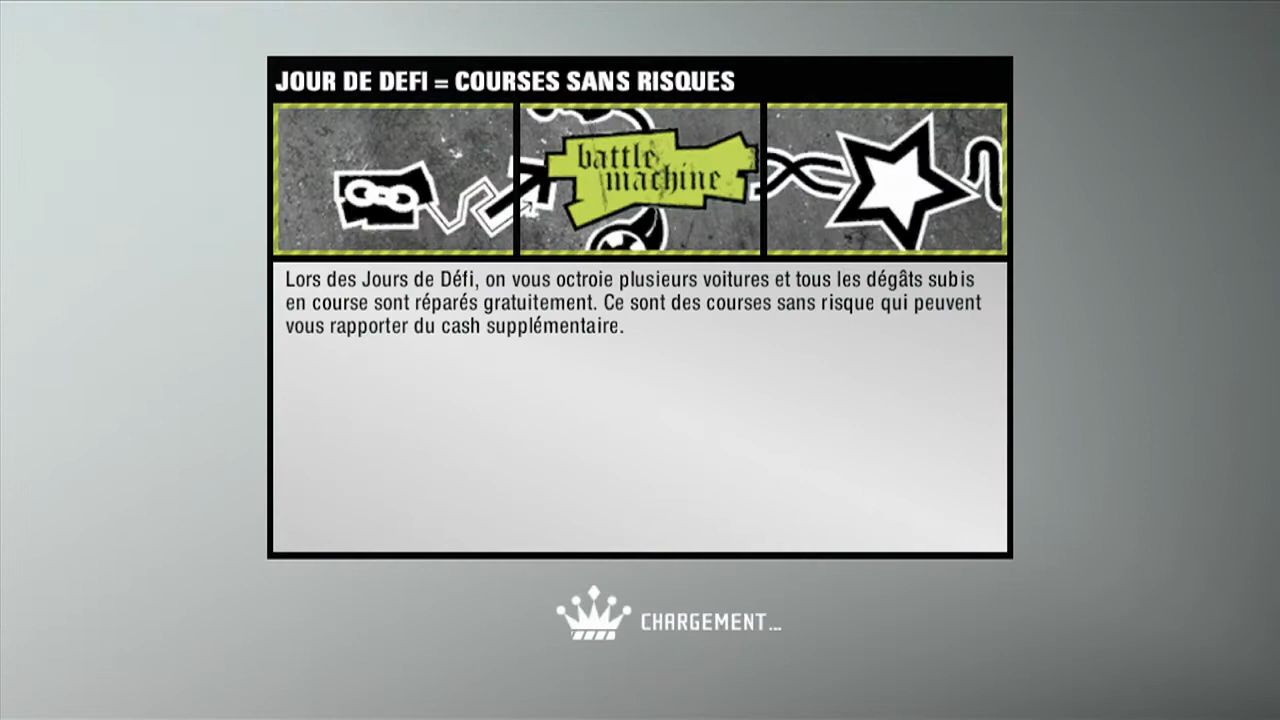 JOUR DE DEFI = COURSES SANS RISQUES
battle
machine
Lors des Jours de Défi, on vous octroie plusieurs voitures et tous les dégâts subis
en course sont réparés gratuitement. Ce sont des courses sans risque qui peuvent
vous rapporter du cash supplémentaire.
CHARGEMENT...